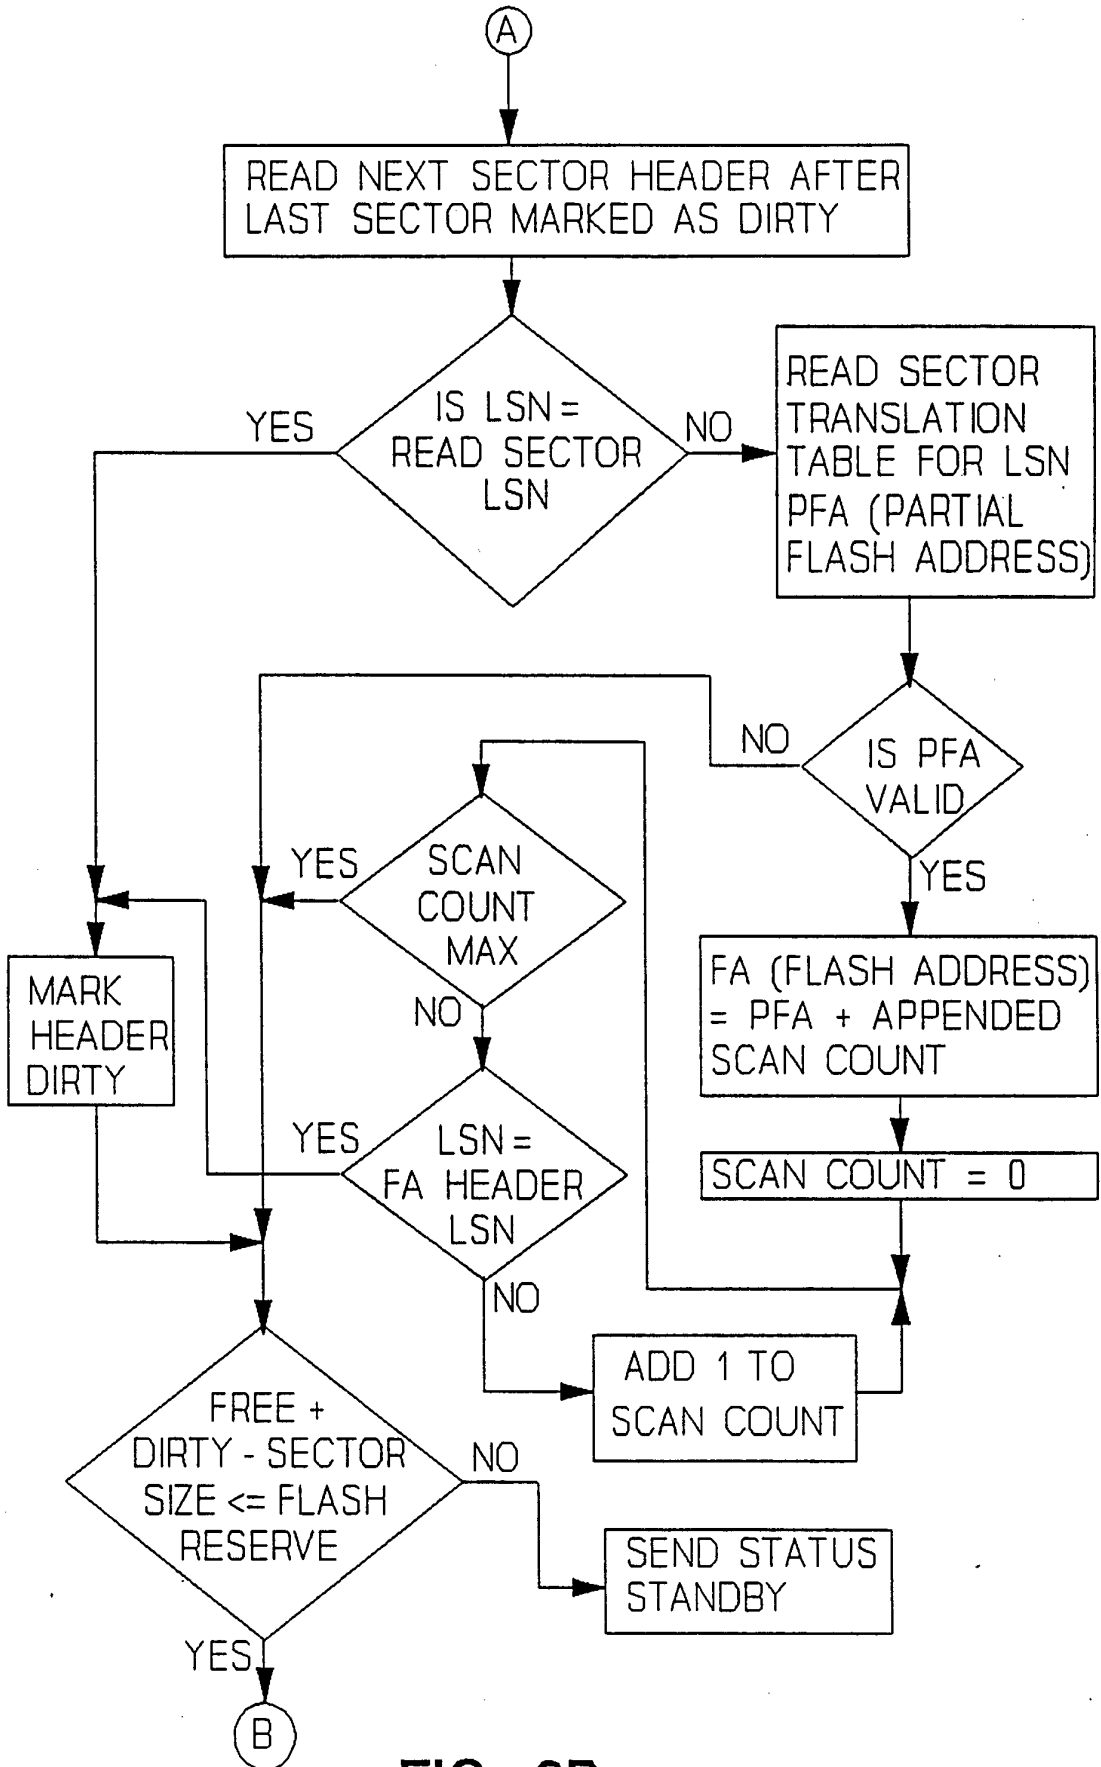 A
READ NEXT SECTOR HEADER AFTER
LAST SECTOR MARKED AS DIRTY
IS LSN =
READ SECTOR
LSN
YES
NO
READ SECTOR
TRANSLATION
TABLE FOR LSN
PFA (PARTIAL
FLASH ADDRESS)
IS PFA
VALID
NO
YES
FA (FLASH ADDRESS)
= PFA + APPENDED
SCAN COUNT
SCAN COUNT = 0
SCAN
COUNT
MAX
YES
NO
MARK
HEADER
DIRTY
LSN =
FA HEADER
LSN
YES
NO
ADD 1 TO
SCAN COUNT
FREE +
DIRTY - SECTOR
SIZE <= FLASH
RESERVE
NO
SEND STATUS
STANDBY
YES
B